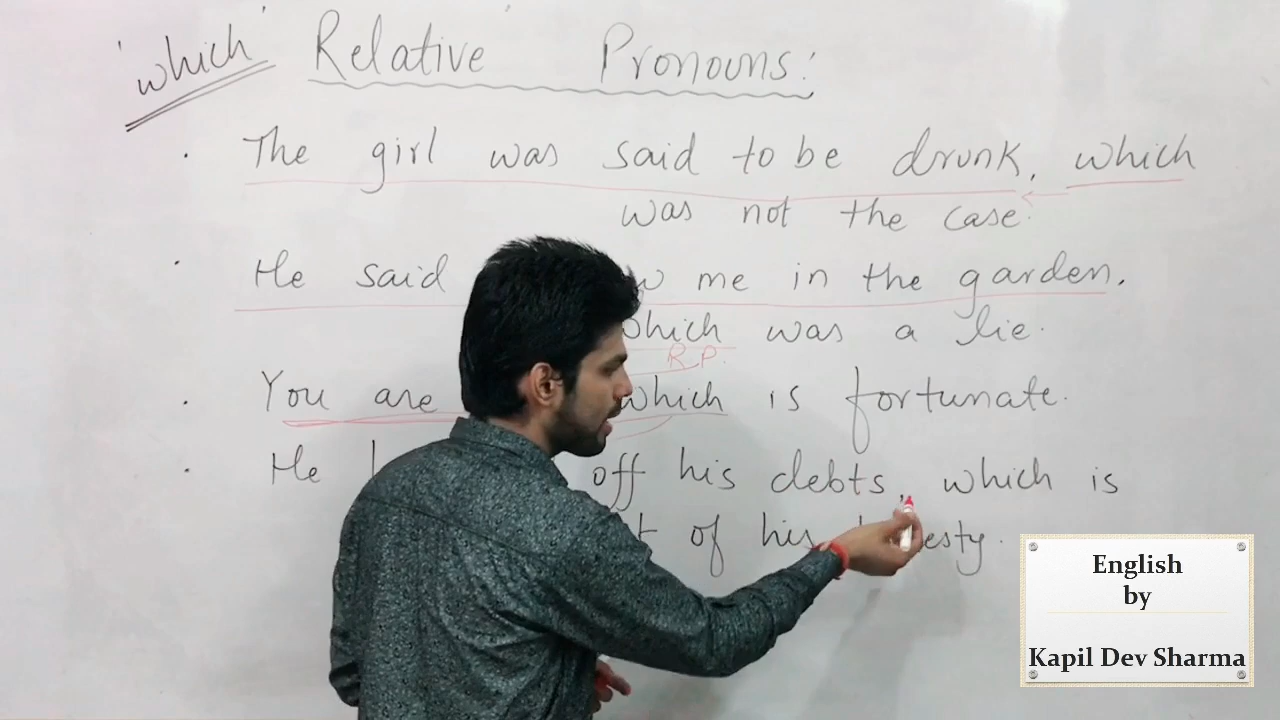 'which' Relative Pronouns:
· The girl was said to be drunk, which
was not the case.
· He said me in the garden.
which was a lie.
R.P.
· You are which is fortunate.
· He off his debts, which is
of his
English
by
Kapil Dev Sharma